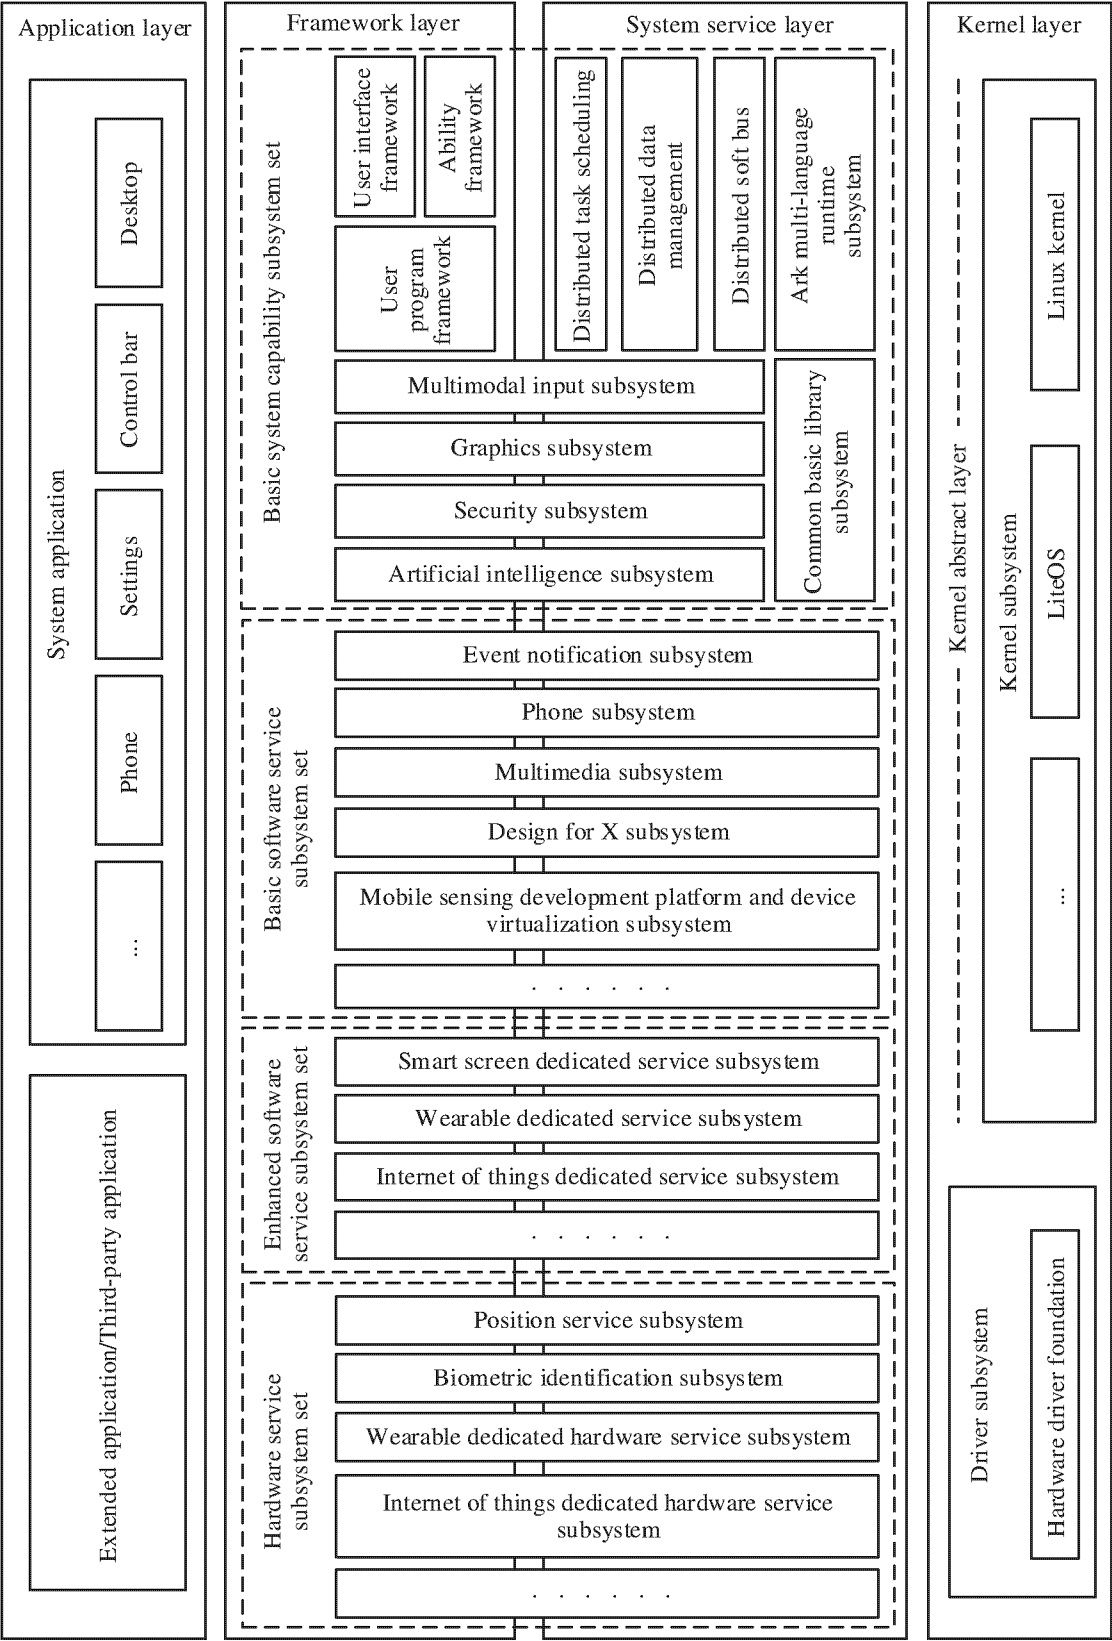 Application layer
System application
Desktop
Control bar
Settings
Phone
...
Extended application/Third-party application
Framework layer
System service layer
Basic system capability subsystem set
User interface
framework
Ability
framework
User
program
framework
Distributed task scheduling
Distributed data
management
Distributed soft bus
Ark multi-language
runtime
subsystem
Multimodal input subsystem
Graphics subsystem
Security subsystem
Artificial intelligence subsystem
Common basic library
subsystem
Basic software service
subsystem set
Event notification subsystem
Phone subsystem
Multimedia subsystem
Design for X subsystem
Mobile sensing development platform and device
virtualization subsystem
. . . . . .
Enhanced software
service subsystem set
Smart screen dedicated service subsystem
Wearable dedicated service subsystem
Internet of things dedicated service subsystem
. . . . . .
Hardware service
subsystem set
Position service subsystem
Biometric identification subsystem
Wearable dedicated hardware service subsystem
Internet of things dedicated hardware service
subsystem
. . . . . .
Kernel layer
Kernel abstract layer
Kernel subsystem
Linux kernel
LiteOS
...
Driver subsystem
Hardware driver foundation